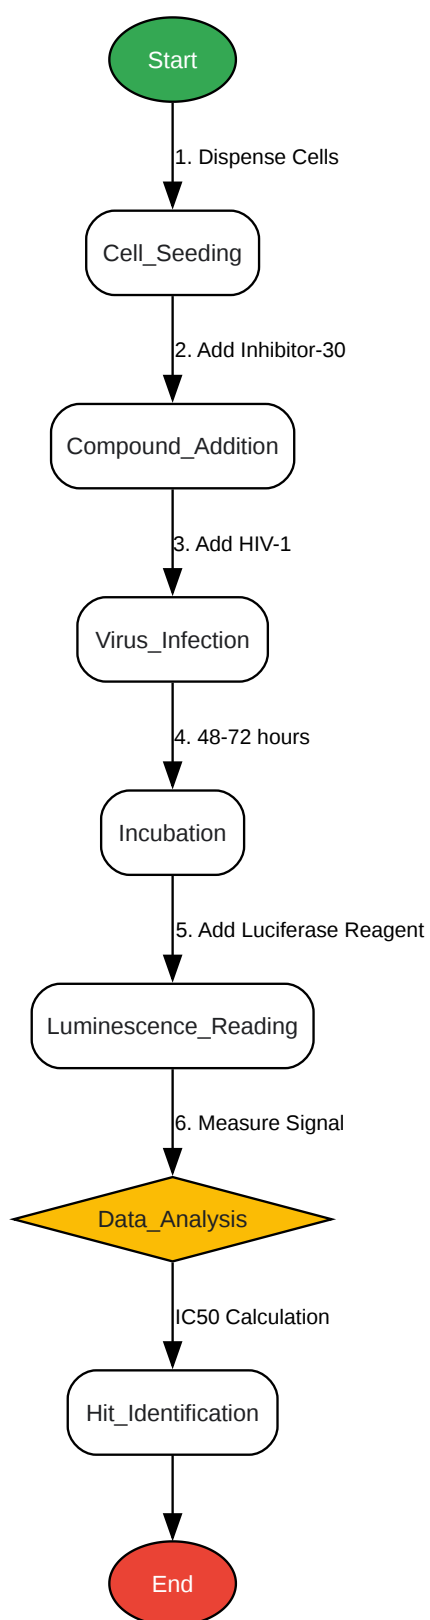 Start
1. Dispense Cells
Cell_Seeding
2. Add Inhibitor-30
Compound_Addition
3. Add HIV-1
Virus_Infection
4. 48-72 hours
Incubation
5. Add Luciferase Reagent
Luminescence_Reading
6. Measure Signal
Data_Analysis
IC50 Calculation
Hit_Identification
End